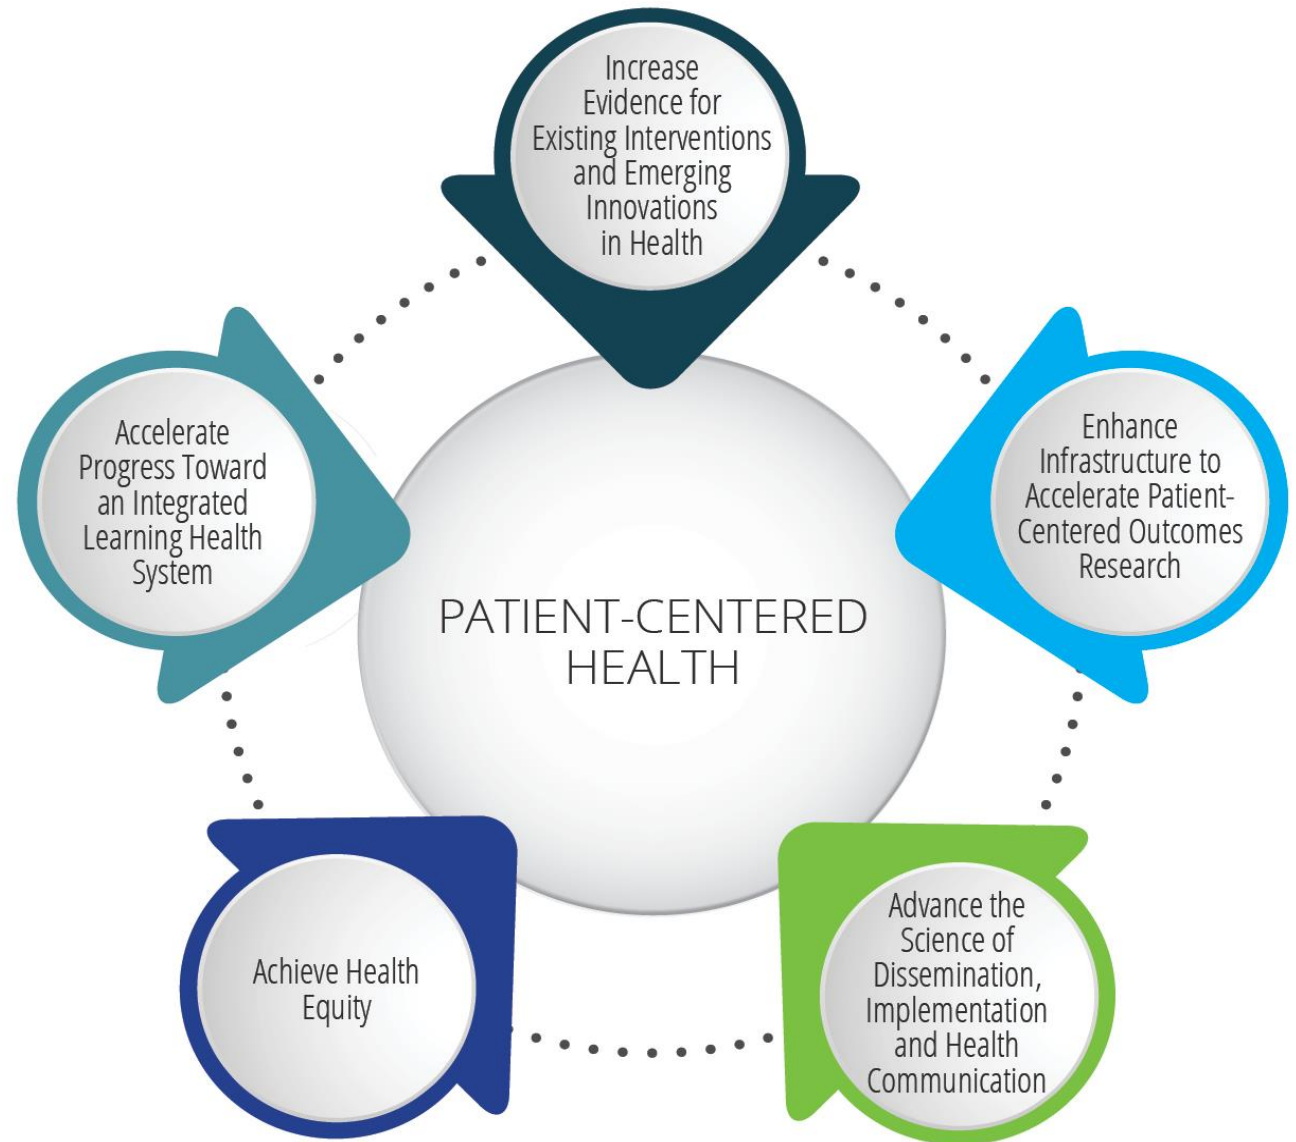 Increase
Evidence for
Existing Interventions
and Emerging
Innovations
in Health
Enhance
Infrastructure to
Accelerate Patient-
Centered Outcomes
Research
Advance the
Science of
Dissemination,
Implementation
and Health
Communication
Achieve Health
Equity
Accelerate
Progress Toward
an Integrated
Learning Health
System
PATIENT-CENTERED
HEALTH